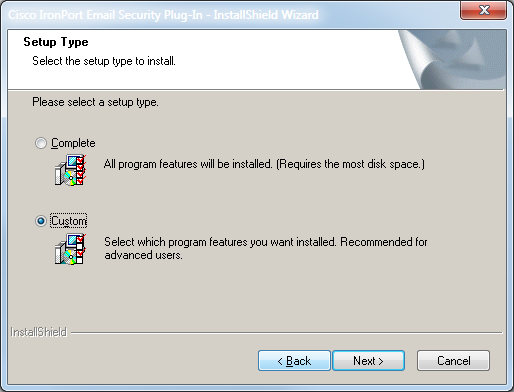 Cisco IronPort Email Security Plug-In - InstallShield Wizard
Setup Type
Select the setup type to install.
Please select a setup type.
Complete
All program features will be installed. (Requires the most disk space.)
Custom
Select which program features you want installed. Recommended for
advanced users.
InstallShield
< Back
Next >
Cancel